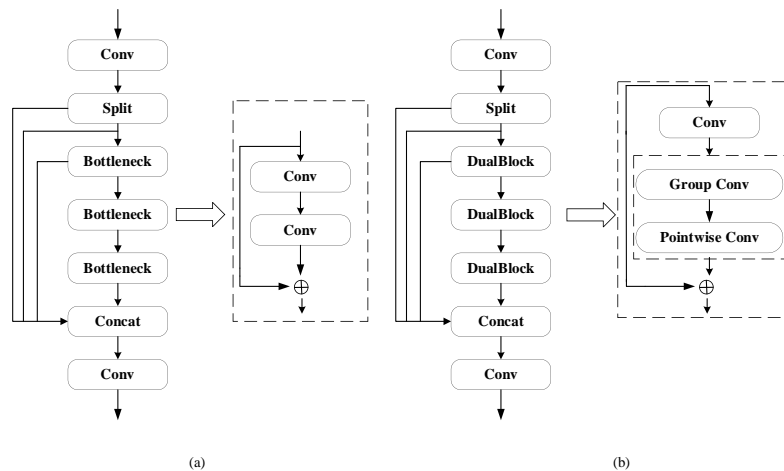 Conv
Split
Bottleneck
Bottleneck
Bottleneck
Concat
Conv
Conv
Conv
(a)
Conv
Split
DualBlock
DualBlock
DualBlock
Concat
Conv
Conv
Group Conv
Pointwise Conv
(b)